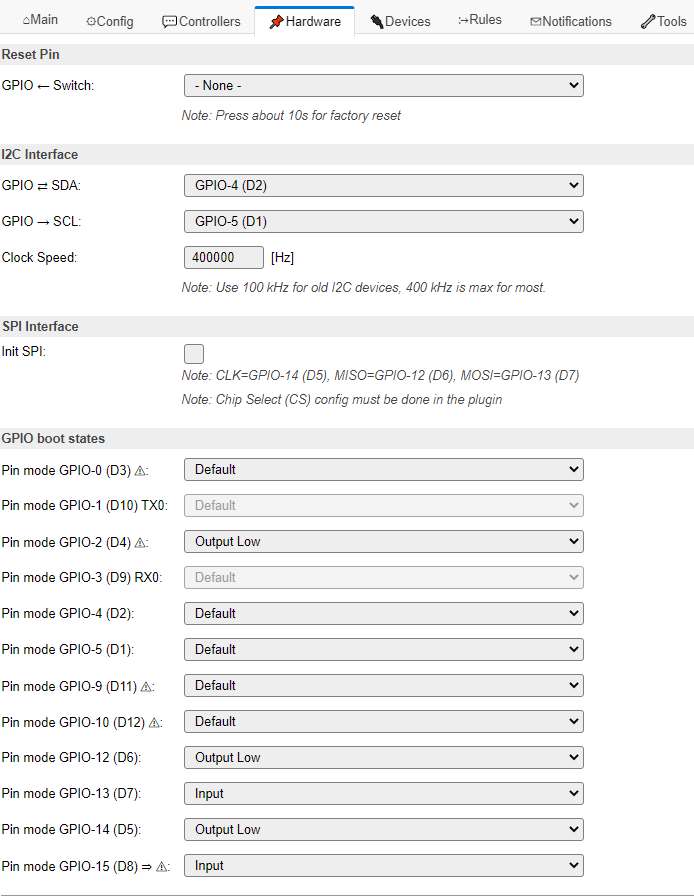 ⌂Main ⚙Config 💬Controllers 📌Hardware 🔌Devices Rules ✉Notifications 🔧Tools
Reset Pin
GPIO ← Switch: - None -
Note: Press about 10s for factory reset
I2C Interface
GPIO ⇄ SDA: GPIO-4 (D2)
GPIO → SCL: GPIO-5 (D1)
Clock Speed: 400000 [Hz]
Note: Use 100 kHz for old I2C devices, 400 kHz is max for most.
SPI Interface
Init SPI:
Note: CLK=GPIO-14 (D5), MISO=GPIO-12 (D6), MOSI=GPIO-13 (D7)
Note: Chip Select (CS) config must be done in the plugin
GPIO boot states
Pin mode GPIO-0 (D3) ⚠: Default
Pin mode GPIO-1 (D10) TX0: Default
Pin mode GPIO-2 (D4) ⚠: Output Low
Pin mode GPIO-3 (D9) RX0: Default
Pin mode GPIO-4 (D2): Default
Pin mode GPIO-5 (D1): Default
Pin mode GPIO-9 (D11) ⚠: Default
Pin mode GPIO-10 (D12) ⚠: Default
Pin mode GPIO-12 (D6): Output Low
Pin mode GPIO-13 (D7): Input
Pin mode GPIO-14 (D5): Output Low
Pin mode GPIO-15 (D8) ⇒ ⚠: Input